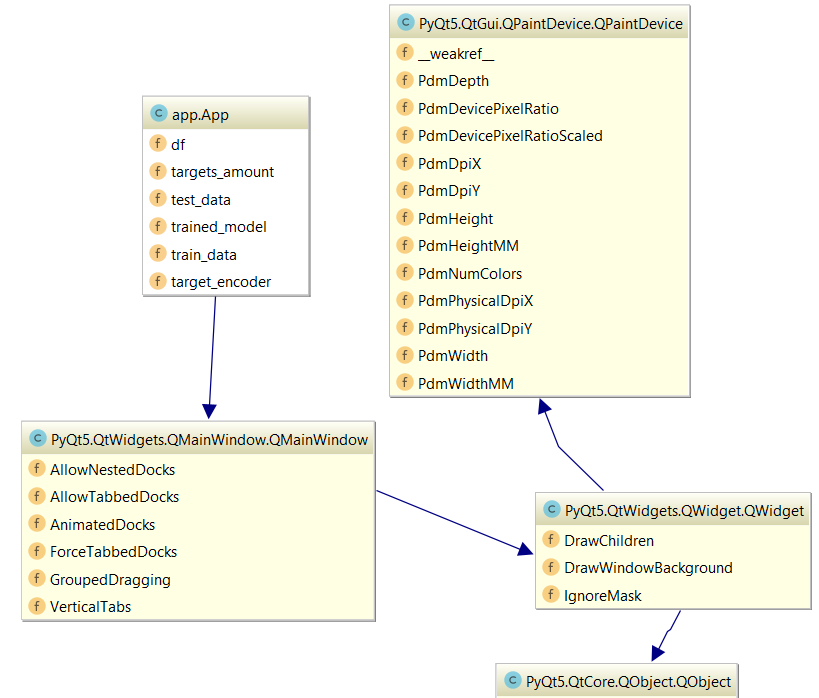 PyQt5.QtGui.QPaintDevice.QPaintDevice
__weakref__
PdmDepth
PdmDevicePixelRatio
PdmDevicePixelRatioScaled
PdmDpiX
PdmDpiY
PdmHeight
PdmHeightMM
PdmNumColors
PdmPhysicalDpiX
PdmPhysicalDpiY
PdmWidth
PdmWidthMM
app.App
df
targets_amount
test_data
trained_model
train_data
target_encoder
PyQt5.QtWidgets.QMainWindow.QMainWindow
AllowNestedDocks
AllowTabbedDocks
AnimatedDocks
ForceTabbedDocks
GroupedDragging
VerticalTabs
PyQt5.QtWidgets.QWidget.QWidget
DrawChildren
DrawWindowBackground
IgnoreMask
PyQt5.QtCore.QObject.QObject